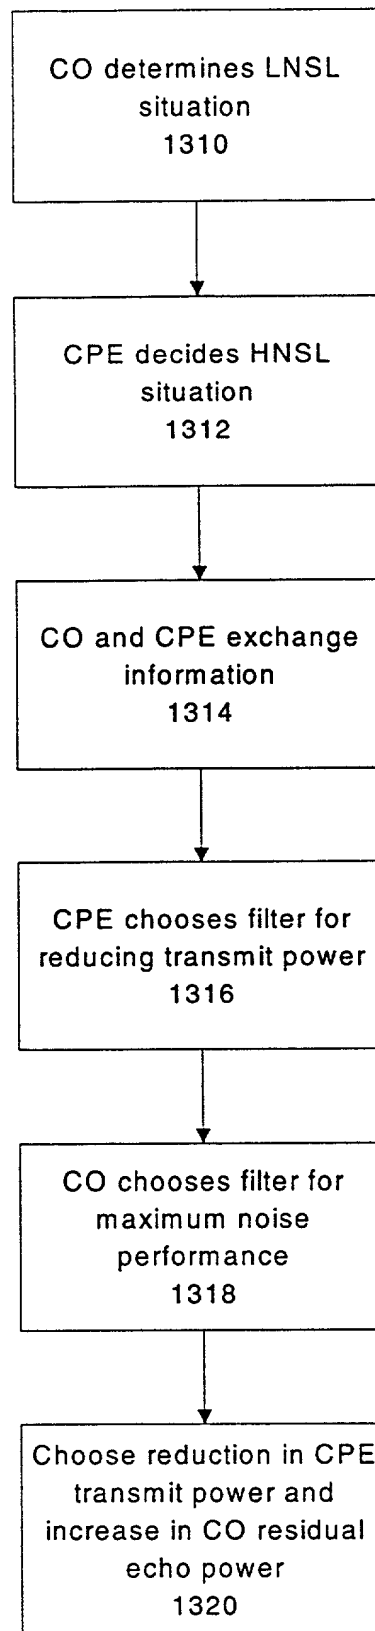 CO determines LNSL
situation
1310
CPE decides HNSL
situation
1312
CO and CPE exchange
information
1314
CPE chooses filter for
reducing transmit power
1316
CO chooses filter for
maximum noise
performance
1318
Choose reduction in CPE
transmit power and
increase in CO residual
echo power
1320